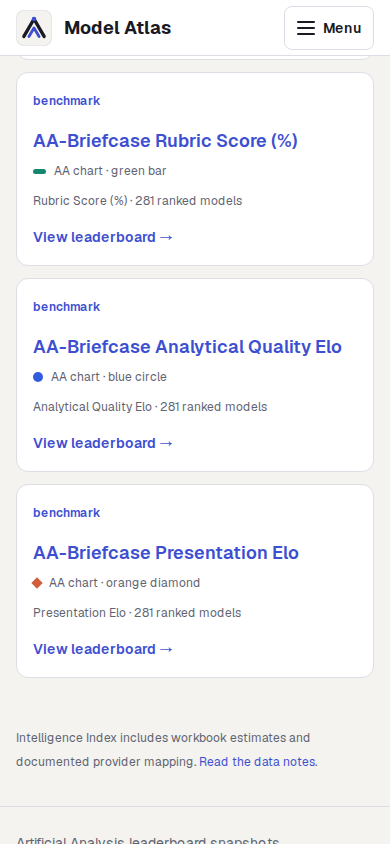 Model Atlas
Menu
benchmark
AA-Briefcase Rubric Score (%)
AA chart · green bar
Rubric Score (%) · 281 ranked models
View leaderboard →
benchmark
AA-Briefcase Analytical Quality Elo
AA chart · blue circle
Analytical Quality Elo · 281 ranked models
View leaderboard →
benchmark
AA-Briefcase Presentation Elo
AA chart · orange diamond
Presentation Elo · 281 ranked models
View leaderboard →
Intelligence Index includes workbook estimates and
documented provider mapping. Read the data notes.
Artificial Analysis leaderboard snapshots